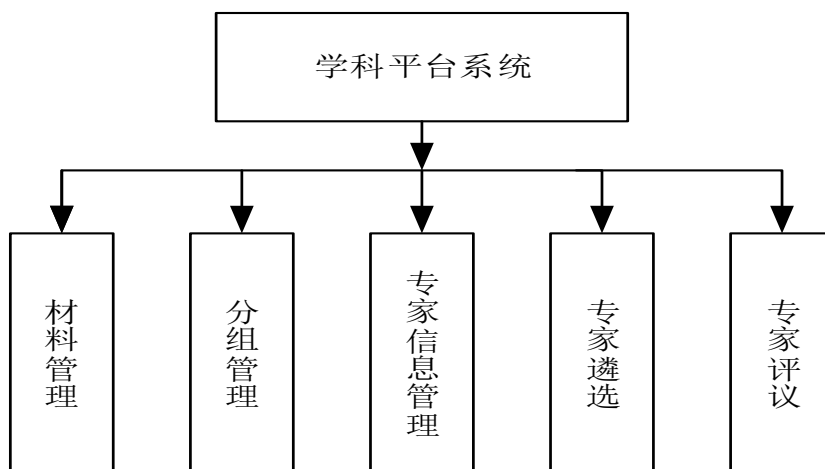 学科平台系统
材料管理
分组管理
专家信息管理
专家遴选
专家评议